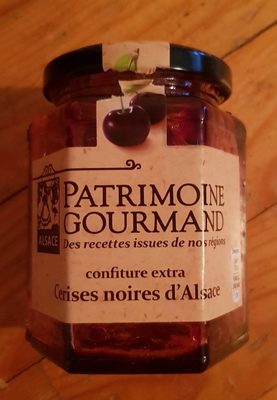 ALSACE
PATRIMOINE
GOURMAND
Des recettes issues de nos régions
confiture extra
Cerises noires d'Alsace